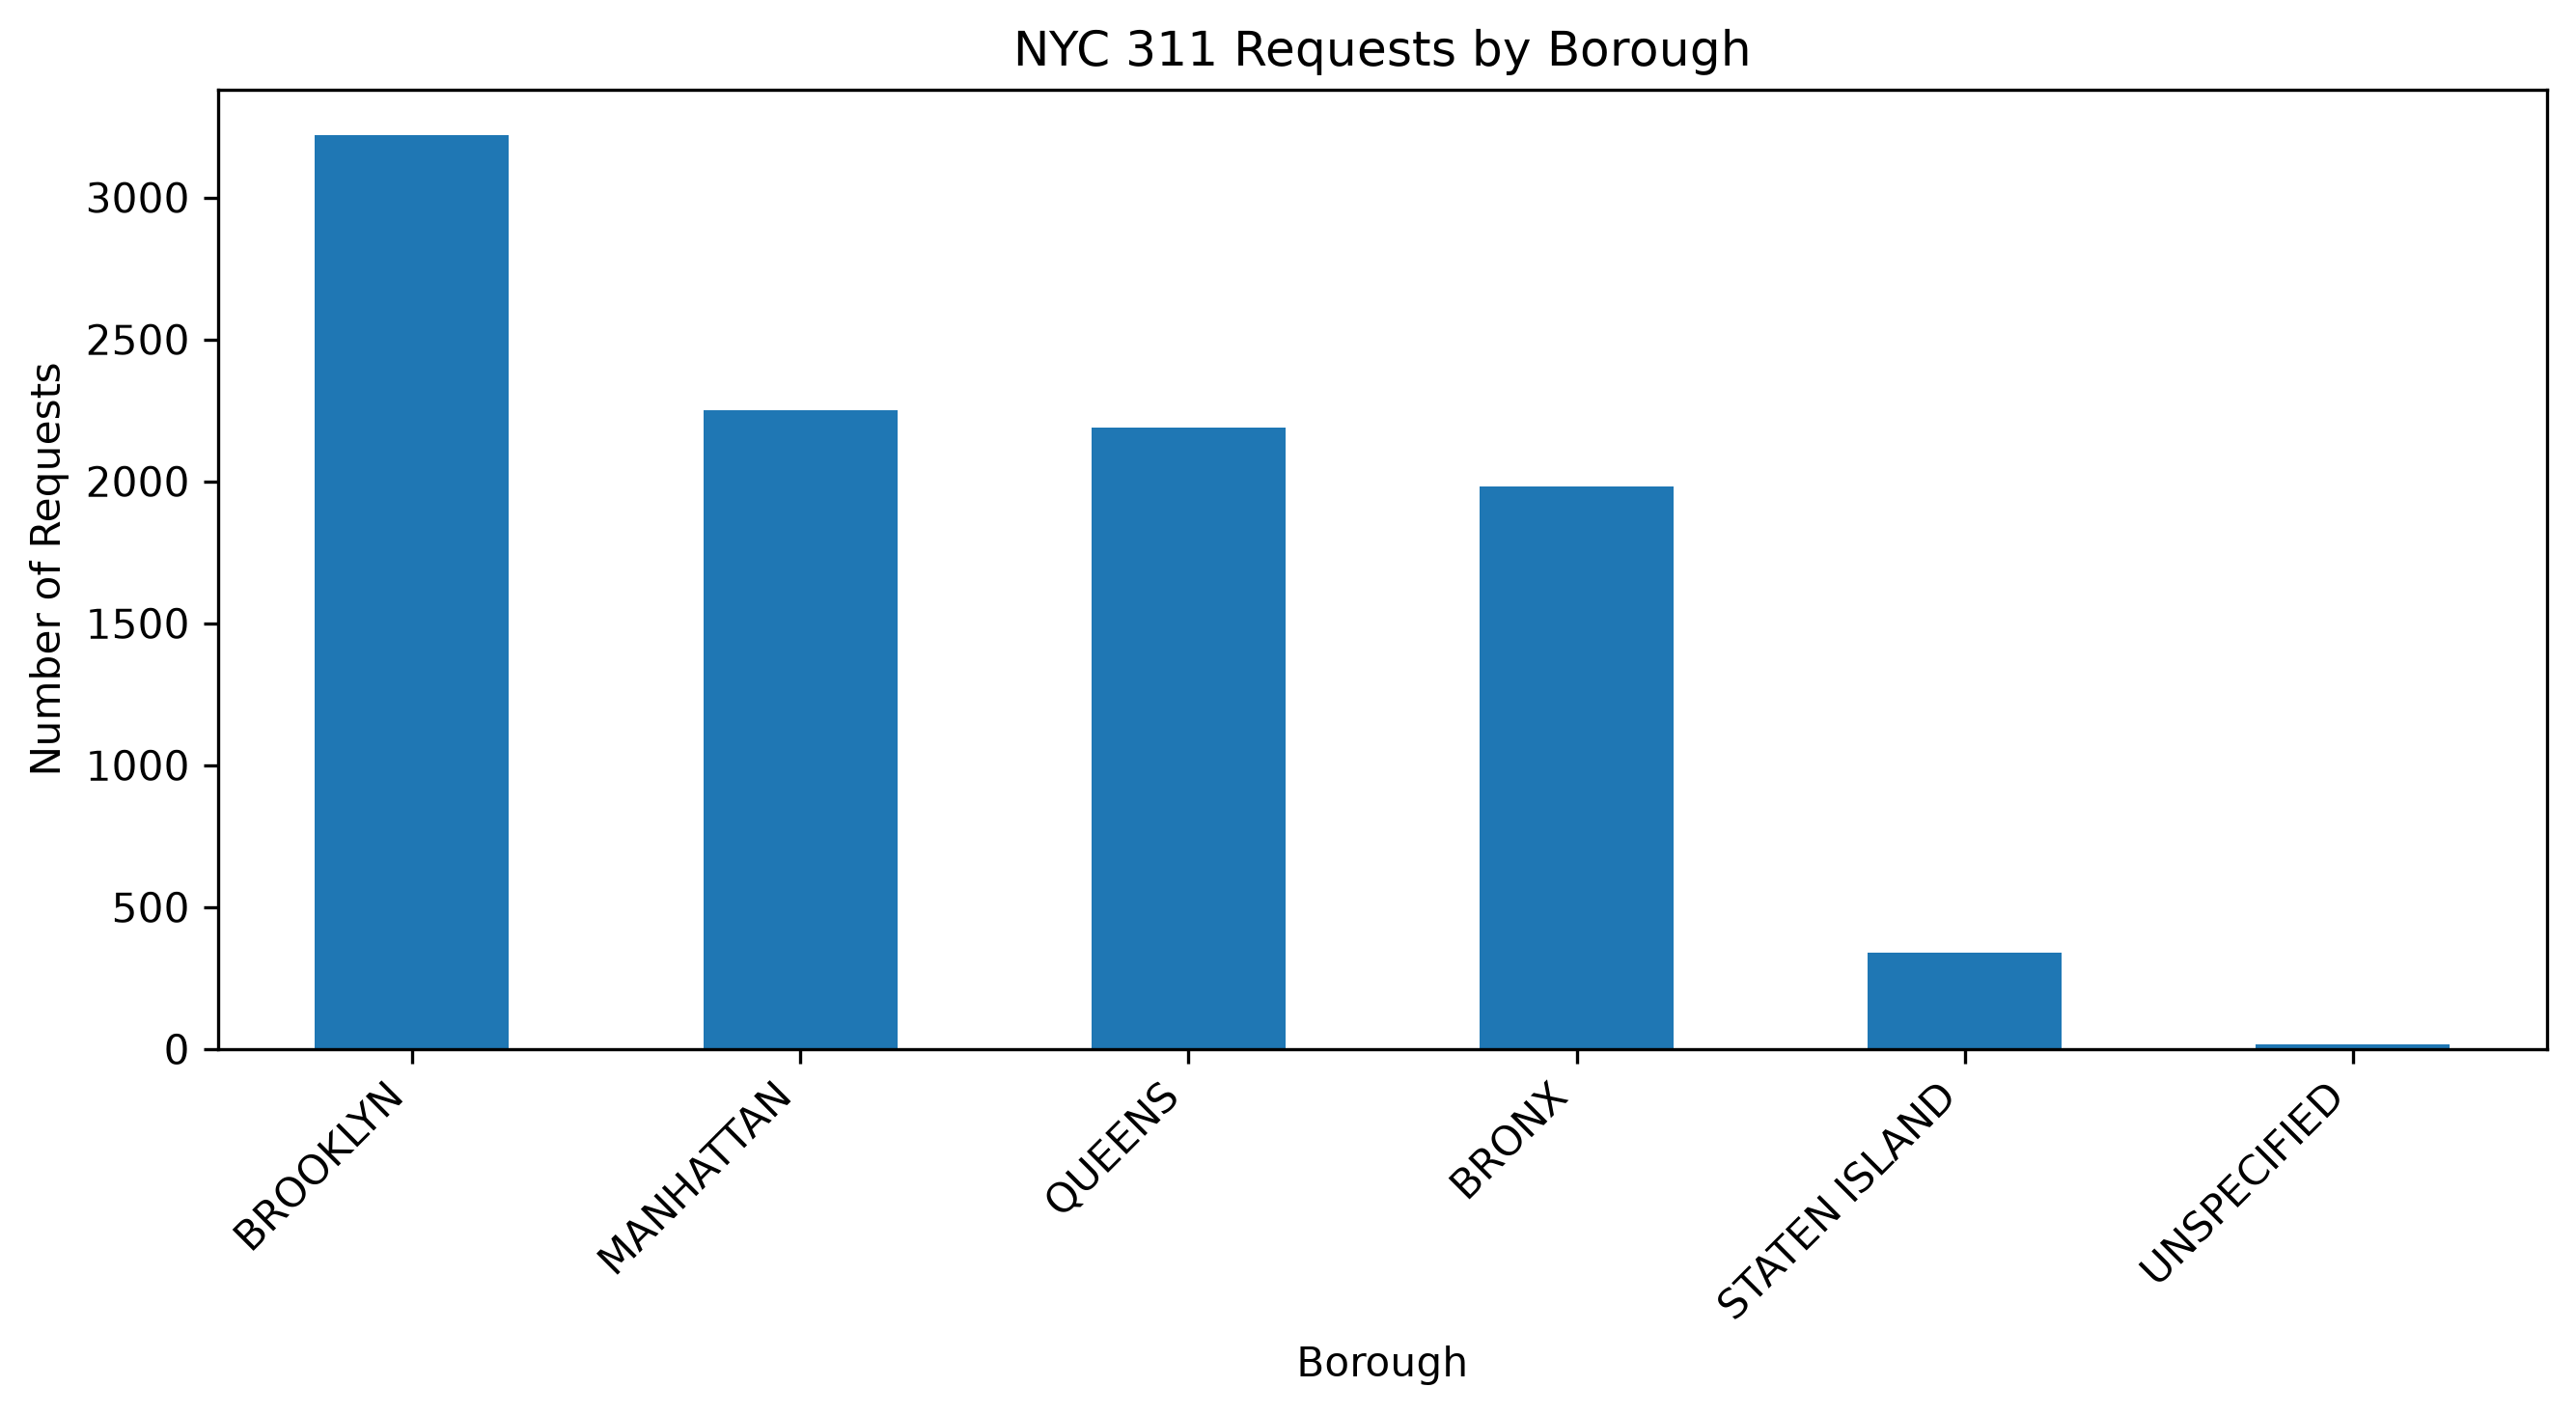 NYC 311 Requests by Borough
Number of Requests
3000
2500
2000
1500
1000
500
0
BROOKLYN
MANHATTAN
QUEENS
BRONX
STATEN ISLAND
UNSPECIFIED
Borough